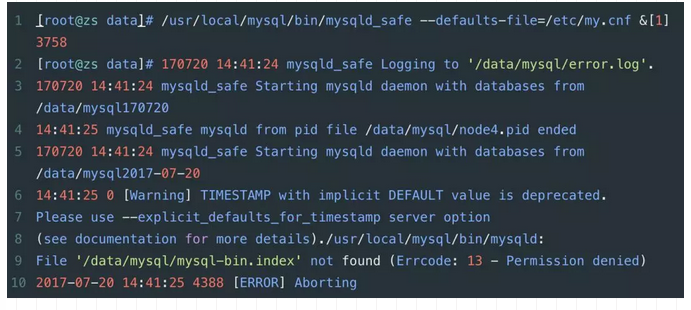 1 [root@zs data]# /usr/local/mysql/bin/mysqld_safe --defaults-file=/etc/my.cnf &[1]
3758
2 [root@zs data]# 170720 14:41:24 mysqld_safe Logging to '/data/mysql/error.log'.
3 170720 14:41:24 mysqld_safe Starting mysqld daemon with databases from
/data/mysql170720
4 14:41:25 mysqld_safe mysqld from pid file /data/mysql/node4.pid ended
5 170720 14:41:24 mysqld_safe Starting mysqld daemon with databases from
/data/mysql2017-07-20
6 14:41:25 0 [Warning] TIMESTAMP with implicit DEFAULT value is deprecated.
7 Please use --explicit_defaults_for_timestamp server option
8 (see documentation for more details)./usr/local/mysql/bin/mysqld:
9 File '/data/mysql/mysql-bin.index' not found (Errcode: 13 - Permission denied)
10 2017-07-20 14:41:25 4388 [ERROR] Aborting